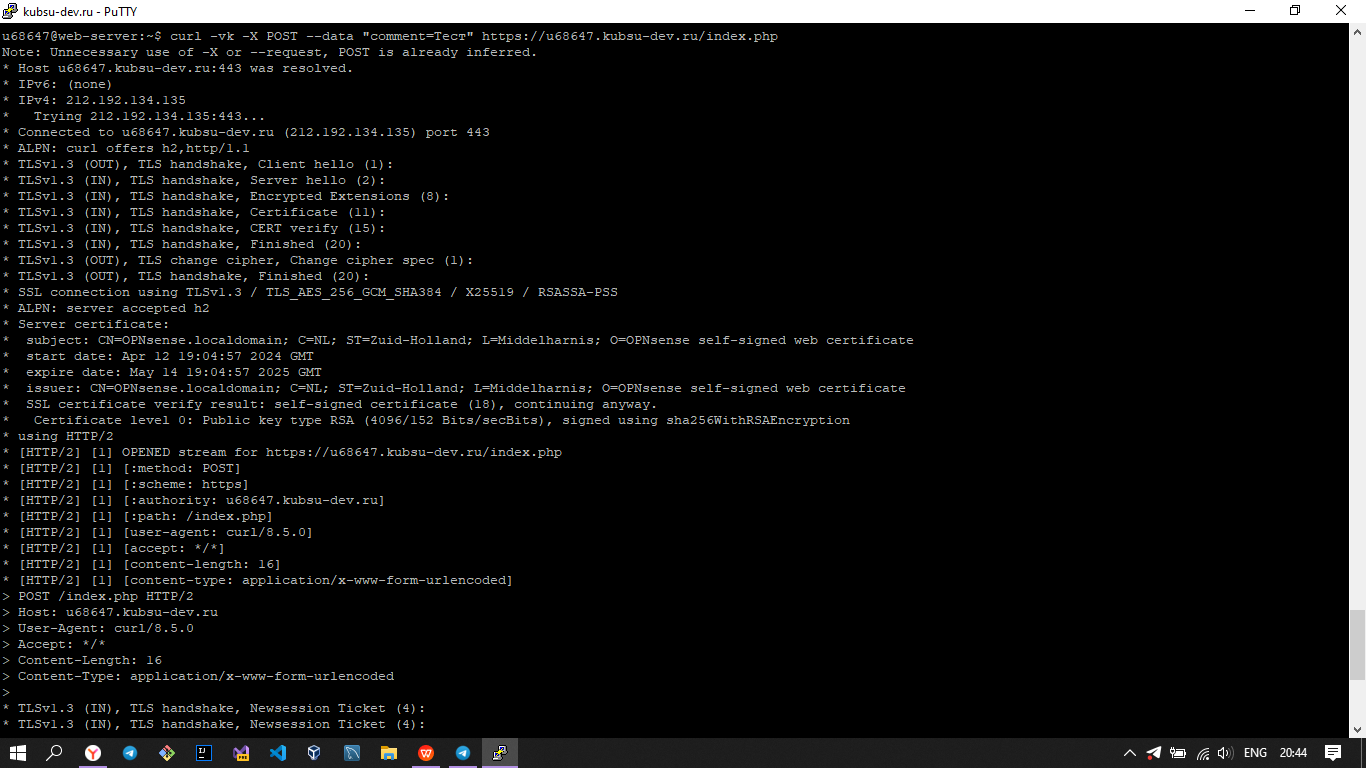 kubsu-dev.ru - PuTTY
u68647@web-server:~$ curl -vk -X POST --data "comment=Тест" https://u68647.kubsu-dev.ru/index.php
Note: Unnecessary use of -X or --request, POST is already inferred.
* Host u68647.kubsu-dev.ru:443 was resolved.
* IPv6: (none)
* IPv4: 212.192.134.135
*   Trying 212.192.134.135:443...
* Connected to u68647.kubsu-dev.ru (212.192.134.135) port 443
* ALPN: curl offers h2,http/1.1
* TLSv1.3 (OUT), TLS handshake, Client hello (1):
* TLSv1.3 (IN), TLS handshake, Server hello (2):
* TLSv1.3 (IN), TLS handshake, Encrypted Extensions (8):
* TLSv1.3 (IN), TLS handshake, Certificate (11):
* TLSv1.3 (IN), TLS handshake, CERT verify (15):
* TLSv1.3 (IN), TLS handshake, Finished (20):
* TLSv1.3 (OUT), TLS change cipher, Change cipher spec (1):
* TLSv1.3 (OUT), TLS handshake, Finished (20):
* SSL connection using TLSv1.3 / TLS_AES_256_GCM_SHA384 / X25519 / RSASSA-PSS
* ALPN: server accepted h2
* Server certificate:
*  subject: CN=OPNsense.localdomain; C=NL; ST=Zuid-Holland; L=Middelharnis; O=OPNsense self-signed web certificate
*  start date: Apr 12 19:04:57 2024 GMT
*  expire date: May 14 19:04:57 2025 GMT
*  issuer: CN=OPNsense.localdomain; C=NL; ST=Zuid-Holland; L=Middelharnis; O=OPNsense self-signed web certificate
*  SSL certificate verify result: self-signed certificate (18), continuing anyway.
*   Certificate level 0: Public key type RSA (4096/152 Bits/secBits), signed using sha256WithRSAEncryption
* using HTTP/2
* [HTTP/2] [1] OPENED stream for https://u68647.kubsu-dev.ru/index.php
* [HTTP/2] [1] [:method: POST]
* [HTTP/2] [1] [:scheme: https]
* [HTTP/2] [1] [:authority: u68647.kubsu-dev.ru]
* [HTTP/2] [1] [:path: /index.php]
* [HTTP/2] [1] [user-agent: curl/8.5.0]
* [HTTP/2] [1] [accept: */*]
* [HTTP/2] [1] [content-length: 16]
* [HTTP/2] [1] [content-type: application/x-www-form-urlencoded]
> POST /index.php HTTP/2
> Host: u68647.kubsu-dev.ru
> User-Agent: curl/8.5.0
> Accept: */*
> Content-Length: 16
> Content-Type: application/x-www-form-urlencoded
>
* TLSv1.3 (IN), TLS handshake, Newsession Ticket (4):
* TLSv1.3 (IN), TLS handshake, Newsession Ticket (4):
ENG 20:44